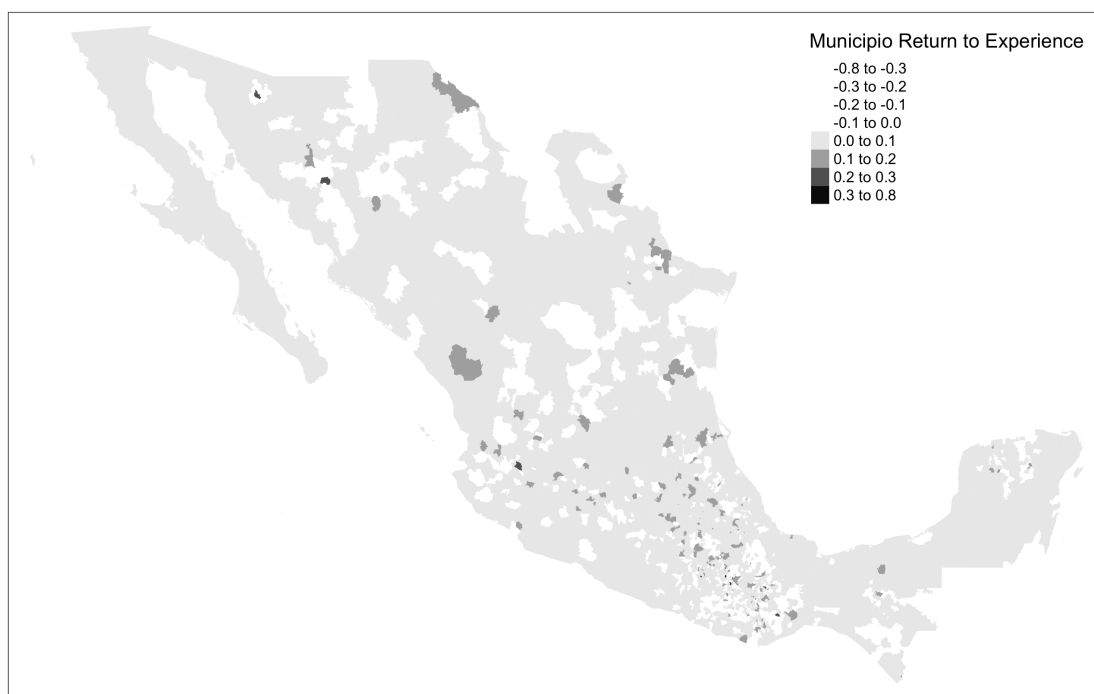 Municipio Return to Experience
-0.8 to -0.3
-0.3 to -0.2
-0.2 to -0.1
-0.1 to 0.0
0.0 to 0.1
0.1 to 0.2
0.2 to 0.3
0.3 to 0.8